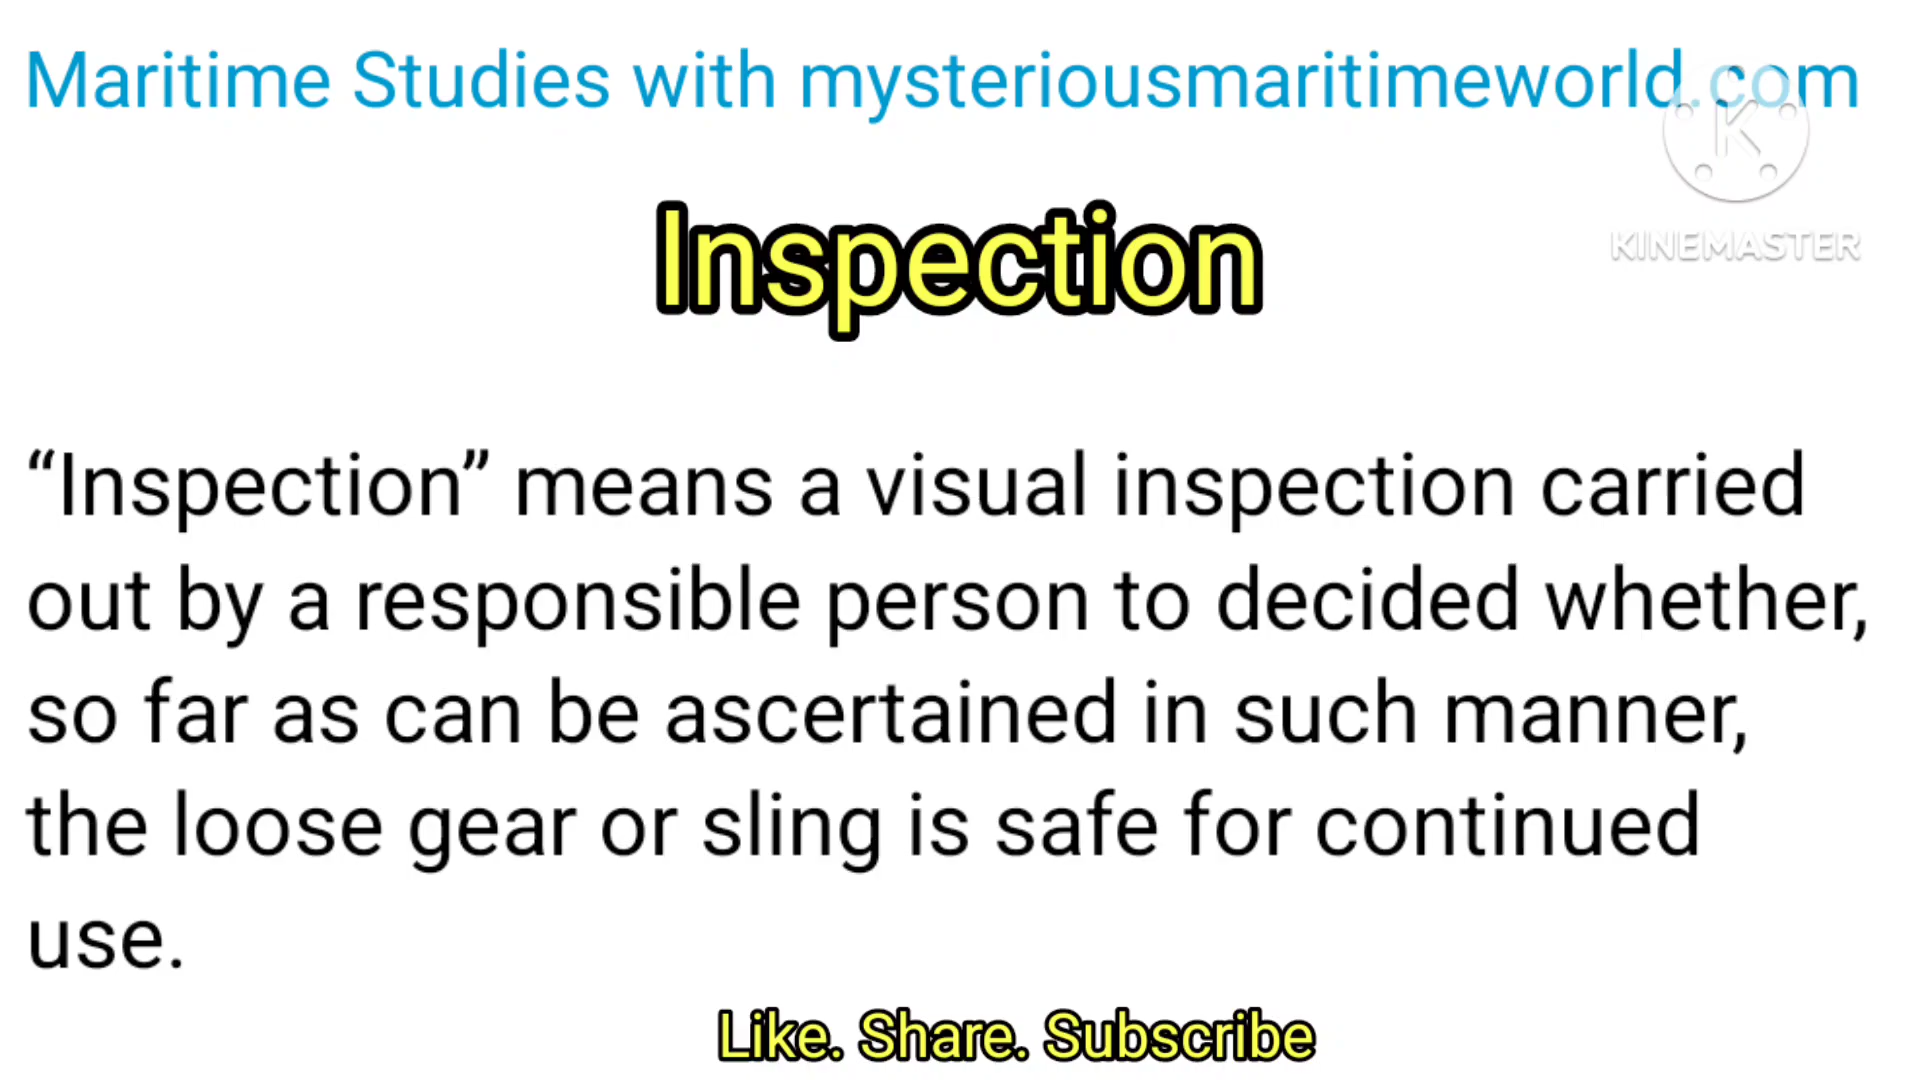 Maritime Studies with mysteriousmaritimeworld.com
K
KINEMASTER
Inspection
“Inspection” means a visual inspection carried
out by a responsible person to decided whether,
so far as can be ascertained in such manner,
the loose gear or sling is safe for continued
use.
Like. Share. Subscribe